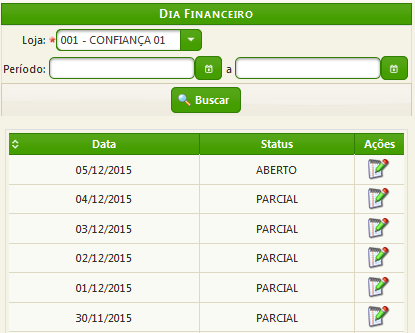 Dia Financeiro
Loja: *001 - CONFIANÇA 01
Período: a
Buscar
Data Status Ações
05/12/2015 ABERTO
04/12/2015 PARCIAL
03/12/2015 PARCIAL
02/12/2015 PARCIAL
01/12/2015 PARCIAL
30/11/2015 PARCIAL